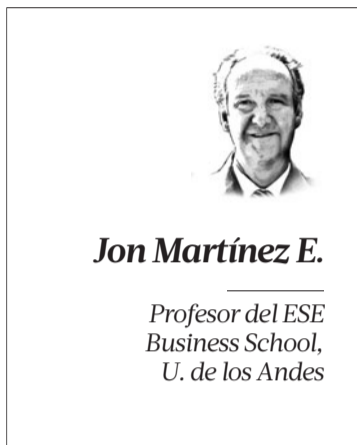 Jon Martínez E.
Profesor del ESE
Business School,
U. de los Andes